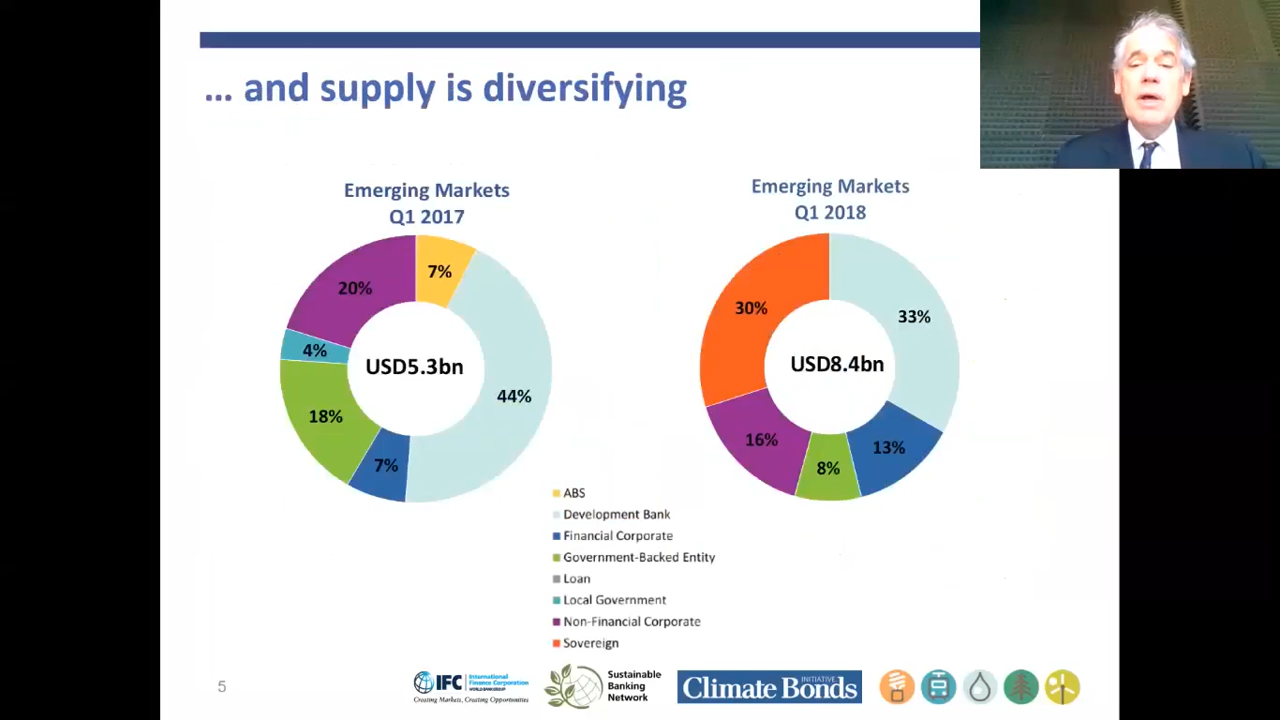 ... and supply is diversifying
Emerging Markets
Q1 2017
7%
44%
7%
18%
4%
20%
USD5.3bn
Emerging Markets
Q1 2018
33%
13%
8%
16%
30%
USD8.4bn
ABS
Development Bank
Financial Corporate
Government-Backed Entity
Loan
Local Government
Non-Financial Corporate
Sovereign
5
IFC
International
Finance Corporation
WORLD BANK GROUP
Creating Markets, Creating Opportunities
Sustainable
Banking
Network
Climate Bonds
INITIATIVE